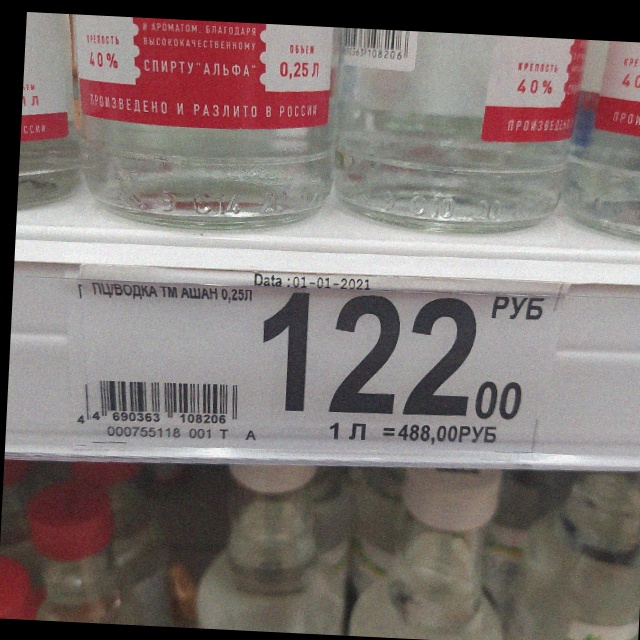 И АРОМАТОМ. БЛАГОДАРЯ
ВЫСОКОКАЧЕСТВЕННОМУ
СПИРТУ "АЛЬФА"
КРЕПОСТЬ
40%
ОБЪЕМ
0,25 Л
ПРОИЗВЕДЕНО И РАЗЛИТО В РОССИИ
108206
КРЕПОСТЬ
40%
Data :01-01-2021
ПЦ/ВОДКА ТМ АШАН 0,25Л
122 00
РУБ
4 690363 108206
000755118 001 Т А
1 Л =488,00РУБ